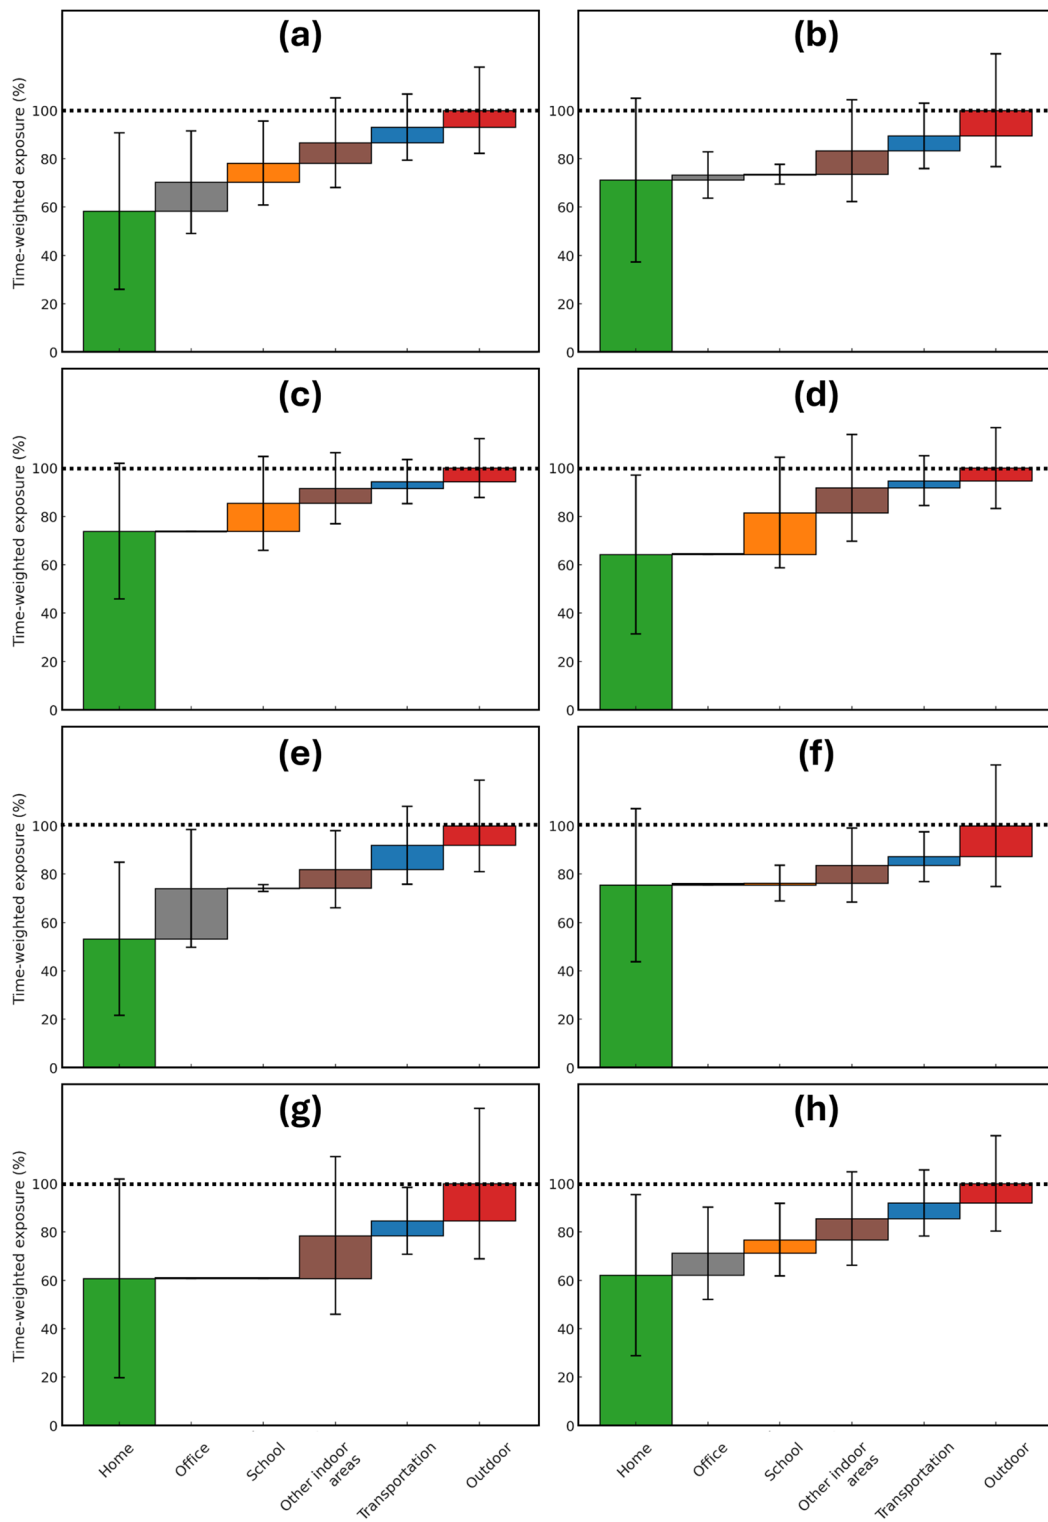 (a)
(b)
Time-weighted exposure (%)
100
80
60
40
20
0
100
80
60
40
20
0
(c)
(d)
Time-weighted exposure (%)
100
80
60
40
20
0
100
80
60
40
20
0
(e)
(f)
Time-weighted exposure (%)
100
80
60
40
20
0
100
80
60
40
20
0
(g)
(h)
Time-weighted exposure (%)
100
80
60
40
20
0
100
80
60
40
20
0
Home
Office
School
Other indoor
areas
Transportation
Outdoor
Home
Office
School
Other indoor
areas
Transportation
Outdoor